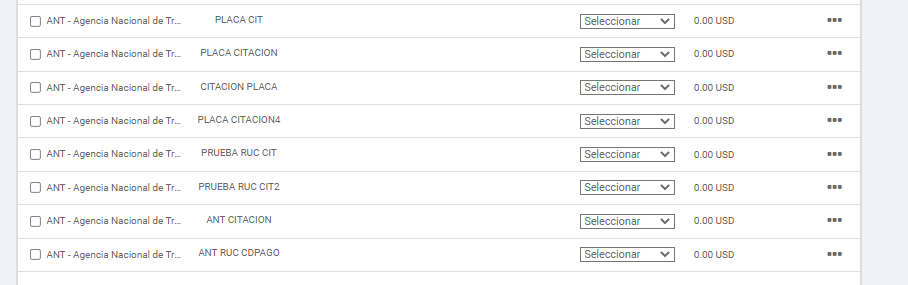 ANT - Agencia Nacional de Tr... PLACA CIT Seleccionar 0.00 USD
ANT - Agencia Nacional de Tr... PLACA CITACION Seleccionar 0.00 USD
ANT - Agencia Nacional de Tr... CITACION PLACA Seleccionar 0.00 USD
ANT - Agencia Nacional de Tr... PLACA CITACION4 Seleccionar 0.00 USD
ANT - Agencia Nacional de Tr... PRUEBA RUC CIT Seleccionar 0.00 USD
ANT - Agencia Nacional de Tr... PRUEBA RUC CIT2 Seleccionar 0.00 USD
ANT - Agencia Nacional de Tr... ANT CITACION Seleccionar 0.00 USD
ANT - Agencia Nacional de Tr... ANT RUC CDPAGO Seleccionar 0.00 USD